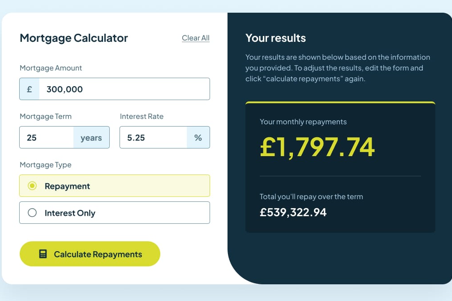 Mortgage Calculator
Clear All
Mortgage Amount
£ 300,000
Mortgage Term
Interest Rate
25 years
5.25 %
Mortgage Type
Repayment
Interest Only
Calculate Repayments
Your results
Your results are shown below based on the information
you provided. To adjust the results, edit the form and
click “calculate repayments” again.
Your monthly repayments
£1,797.74
Total you'll repay over the term
£539,322.94